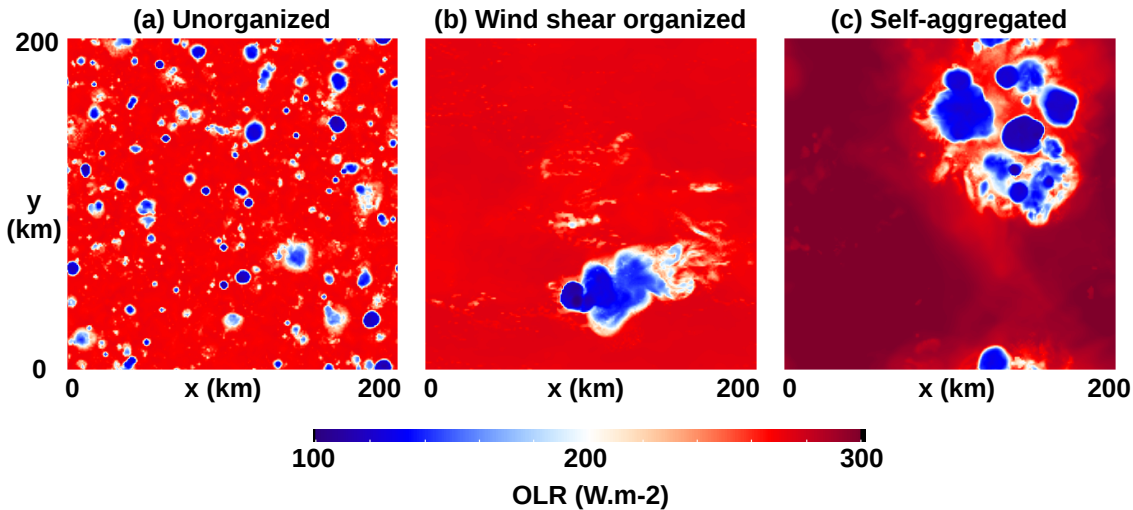 (a) Unorganized
(b) Wind shear organized
(c) Self-aggregated
200
y
(km)
0
0 x (km) 200
0 x (km) 200
0 x (km) 200
100 200 300
OLR (W.m-2)